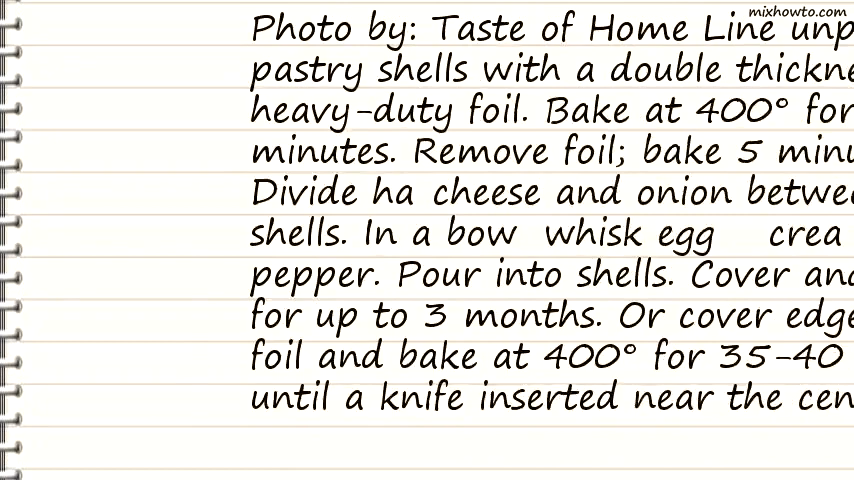 mixhowto.com
Photo by: Taste of Home Line unp
pastry shells with a double thickne
heavy-duty foil. Bake at 400° for
minutes. Remove foil; bake 5 minu
Divide ha cheese and onion betwee
shells. In a bow whisk egg crea
pepper. Pour into shells. Cover and
for up to 3 months. Or cover edge
foil and bake at 400° for 35-40
until a knife inserted near the cen